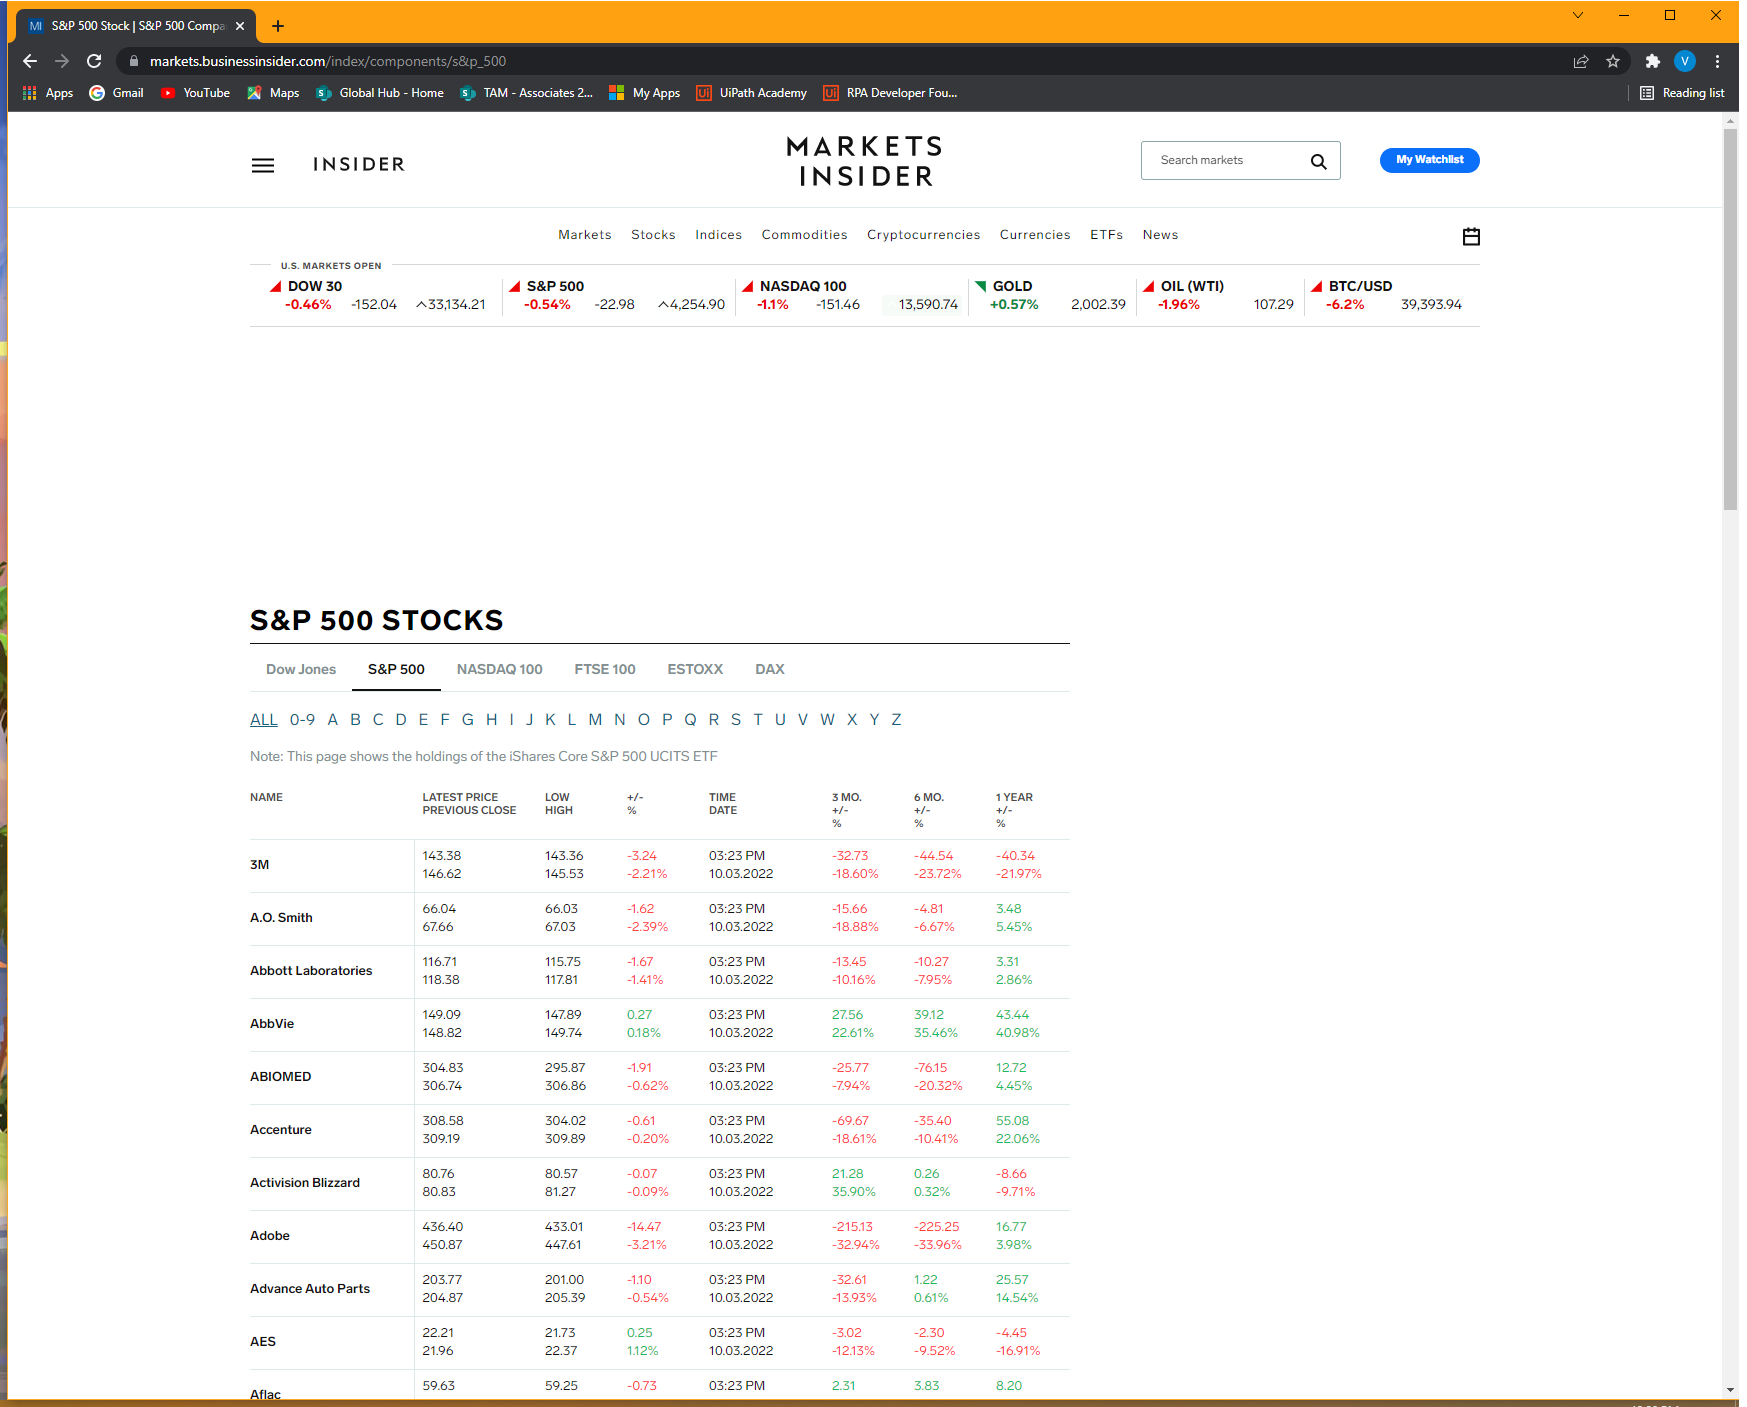 MI S&P 500 Stock | S&P 500 Compa
markets.businessinsider.com/index/components/s&p_500
V
Apps Gmail YouTube Maps Global Hub - Home TAM - Associates 2... My Apps UiPath Academy RPA Developer Fou... Reading list
INSIDER
MARKETS
INSIDER
Search markets
My Watchlist
Markets Stocks Indices Commodities Cryptocurrencies Currencies ETFs News
U.S. MARKETS OPEN
DOW 30 S&P 500 NASDAQ 100 GOLD OIL (WTI) BTC/USD
-0.46% -152.04 33,134.21 -0.54% -22.98 4,254.90 -1.1% -151.46 13,590.74 +0.57% 2,002.39 -1.96% 107.29 -6.2% 39,393.94
S&P 500 STOCKS
Dow Jones S&P 500 NASDAQ 100 FTSE 100 ESTOXX DAX
ALL 0-9 A B C D E F G H I J K L M N O P Q R S T U V W X Y Z
Note: This page shows the holdings of the iShares Core S&P 500 UCITS ETF
NAME LATEST PRICE LOW +/- TIME 3 MO. 6 MO. 1 YEAR
PREVIOUS CLOSE HIGH % DATE +/- +/- +/-
% % %
3M
143.38 143.36 -3.24 03:23 PM -32.73 -44.54 -40.34
146.62 145.53 -2.21% 10.03.2022 -18.60% -23.72% -21.97%
A.O. Smith
66.04 66.03 -1.62 03:23 PM -15.66 -4.81 3.48
67.66 67.03 -2.39% 10.03.2022 -18.88% -6.67% 5.45%
Abbott Laboratories
116.71 115.75 -1.67 03:23 PM -13.45 -10.27 3.31
118.38 117.81 -1.41% 10.03.2022 -10.16% -7.95% 2.86%
AbbVie
149.09 147.89 0.27 03:23 PM 27.56 39.12 43.44
148.82 149.74 0.18% 10.03.2022 22.61% 35.46% 40.98%
ABIOMED
304.83 295.87 -1.91 03:23 PM -25.77 -76.15 12.72
306.74 306.86 -0.62% 10.03.2022 -7.94% -20.32% 4.45%
Accenture
308.58 304.02 -0.61 03:23 PM -69.67 -35.40 55.08
309.19 309.89 -0.20% 10.03.2022 -18.61% -10.41% 22.06%
Activision Blizzard
80.76 80.57 -0.07 03:23 PM 21.28 0.26 -8.66
80.83 81.27 -0.09% 10.03.2022 35.90% 0.32% -9.71%
Adobe
436.40 433.01 -14.47 03:23 PM -215.13 -225.25 16.77
450.87 447.61 -3.21% 10.03.2022 -32.94% -33.96% 3.98%
Advance Auto Parts
203.77 201.00 -1.10 03:23 PM -32.61 1.22 25.57
204.87 205.39 -0.54% 10.03.2022 -13.93% 0.61% 14.54%
AES
22.21 21.73 0.25 03:23 PM -3.02 -2.30 -4.45
21.96 22.37 1.12% 10.03.2022 -12.13% -9.52% -16.91%
Aflac
59.63 59.25 -0.73 03:23 PM 2.31 3.83 8.20